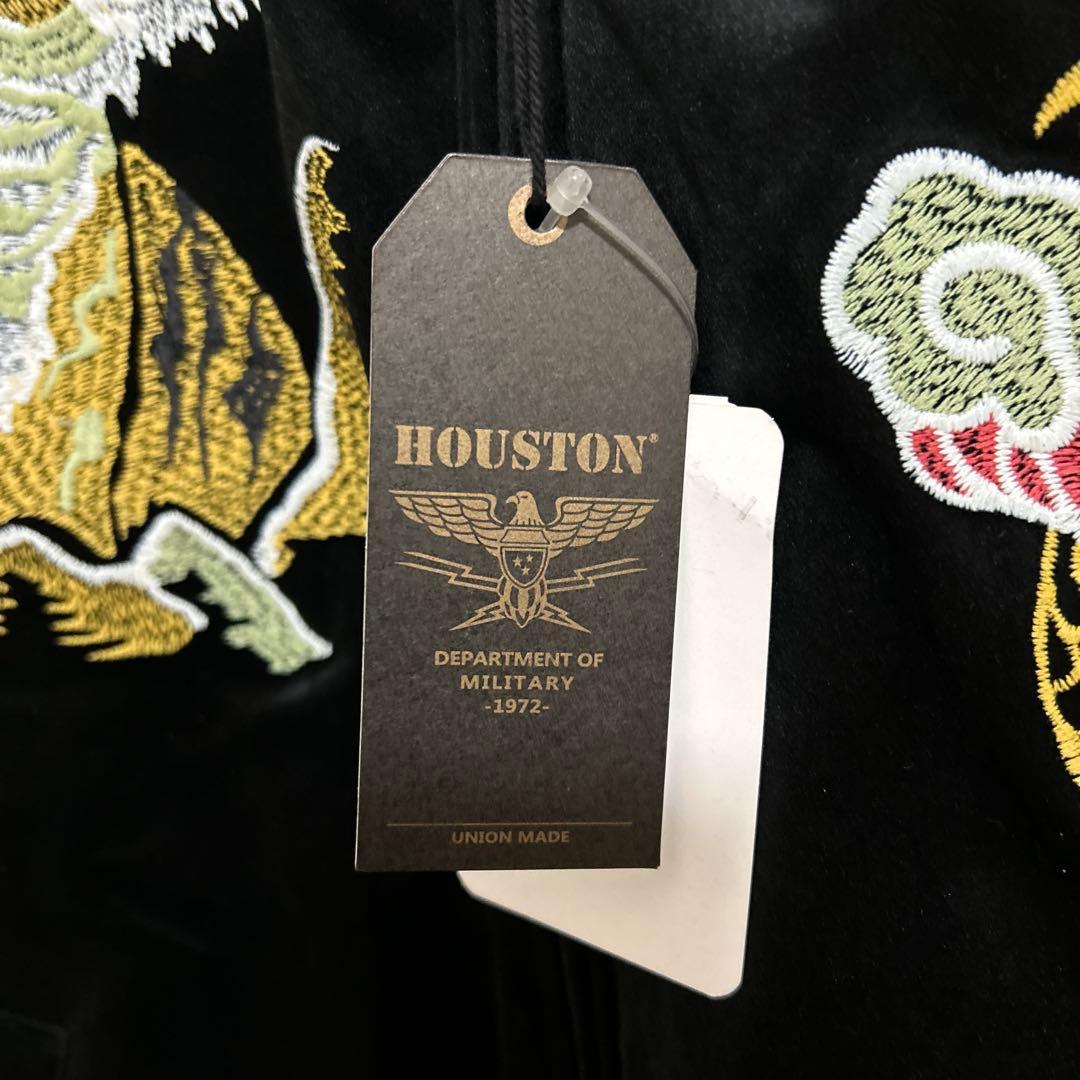 HOUSTON®
DEPARTMENT OF
MILITARY
-1972-
UNION MADE